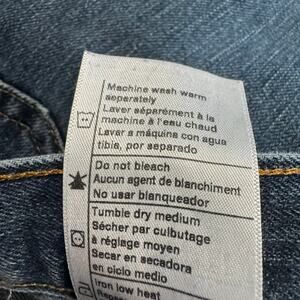 Machine wash warm
separately
Laver séparément à la
machine à l'eau chaud
Lavar a máquina con agua
tibia, por separado
Do not bleach
Aucun agent de blanchiment
No usar blanqueador
Tumble dry medium
Sécher par culbutage
à réglage moyen
Secar en secadora
en ciclo medio
Iron low heat